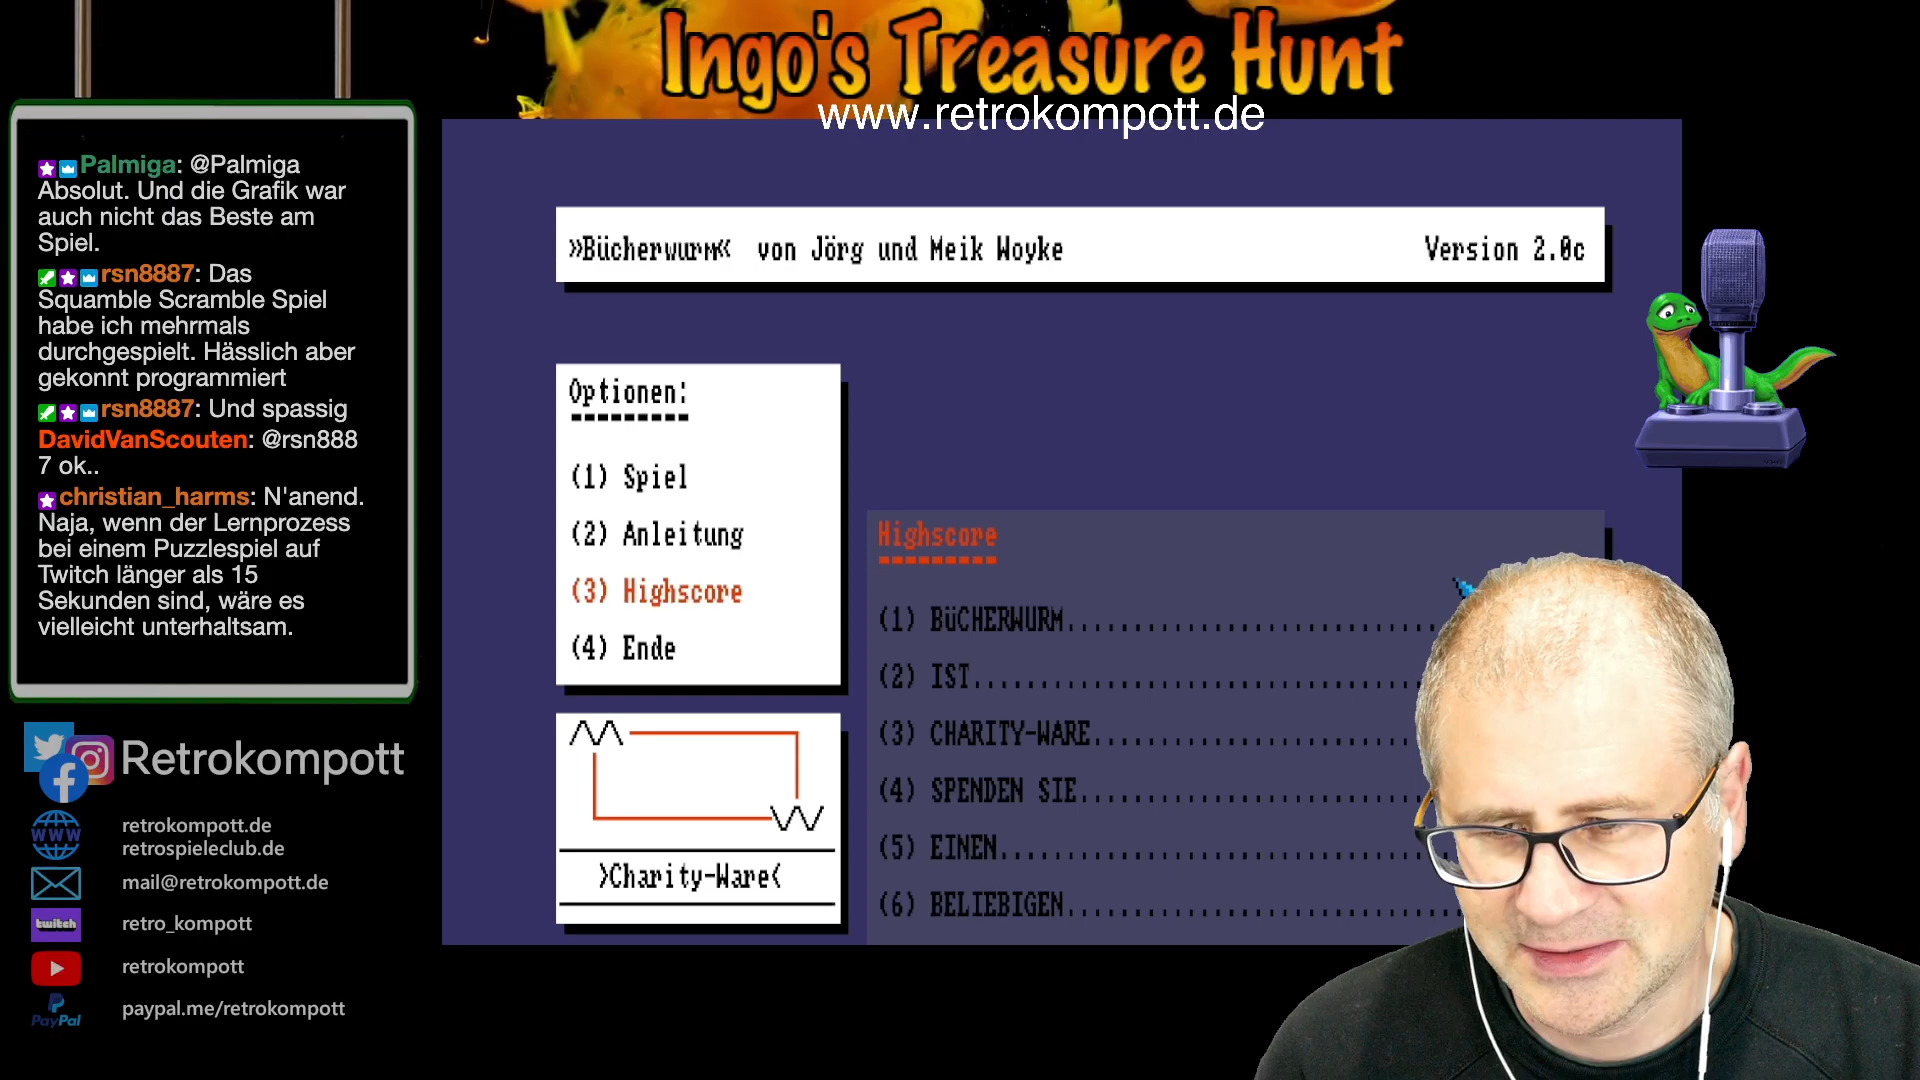 Ingo's Treasure Hunt
www.retrokompott.de
Palmiga: @Palmiga
Absolut. Und die Grafik war
auch nicht das Beste am
Spiel.
rsn8887: Das
Squamble Scramble Spiel
habe ich mehrmals
durchgespielt. Hässlich aber
gekonnt programmiert
rsn8887: Und spassig
DavidVanScouten: @rsn888
7 ok..
christian_harms: N'anend.
Naja, wenn der Lernprozess
bei einem Puzzlespiel auf
Twitch länger als 15
Sekunden sind, wäre es
vielleicht unterhaltsam.
Retrokompott
www
retrokompott.de
retrospieleclub.de
mail@retrokompott.de
twitch
retro_kompott
retrokompott
PayPal
paypal.me/retrokompott
»Bücherwurm« von Jörg und Meik Woyke Version 2.0c
Optionen:
(1) Spiel
(2) Anleitung
(3) Highscore
(4) Ende
>Charity-Ware<
Highscore
(1) BüCHERWURM
(2) IST
(3) CHARITY-WARE
(4) SPENDEN SIE
(5) EINEN
(6) BELIEBIGEN